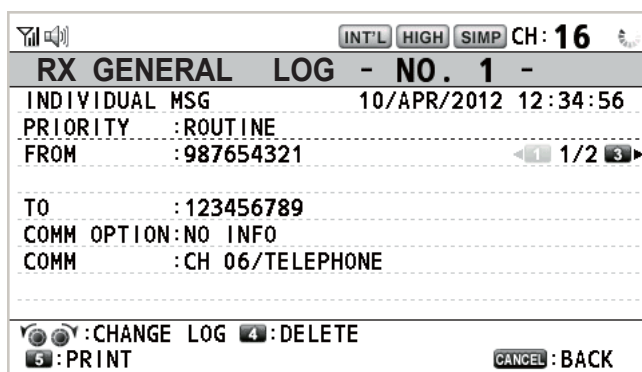 INT'L HIGH SIMP CH: 16
RX GENERAL LOG - NO. 1 -
INDIVIDUAL MSG 10/APR/2012 12:34:56
PRIORITY :ROUTINE
FROM :987654321 1 1/2 3
TO :123456789
COMM OPTION:NO INFO
COMM :CH 06/TELEPHONE
:CHANGE LOG 4:DELETE
5:PRINT CANCEL:BACK